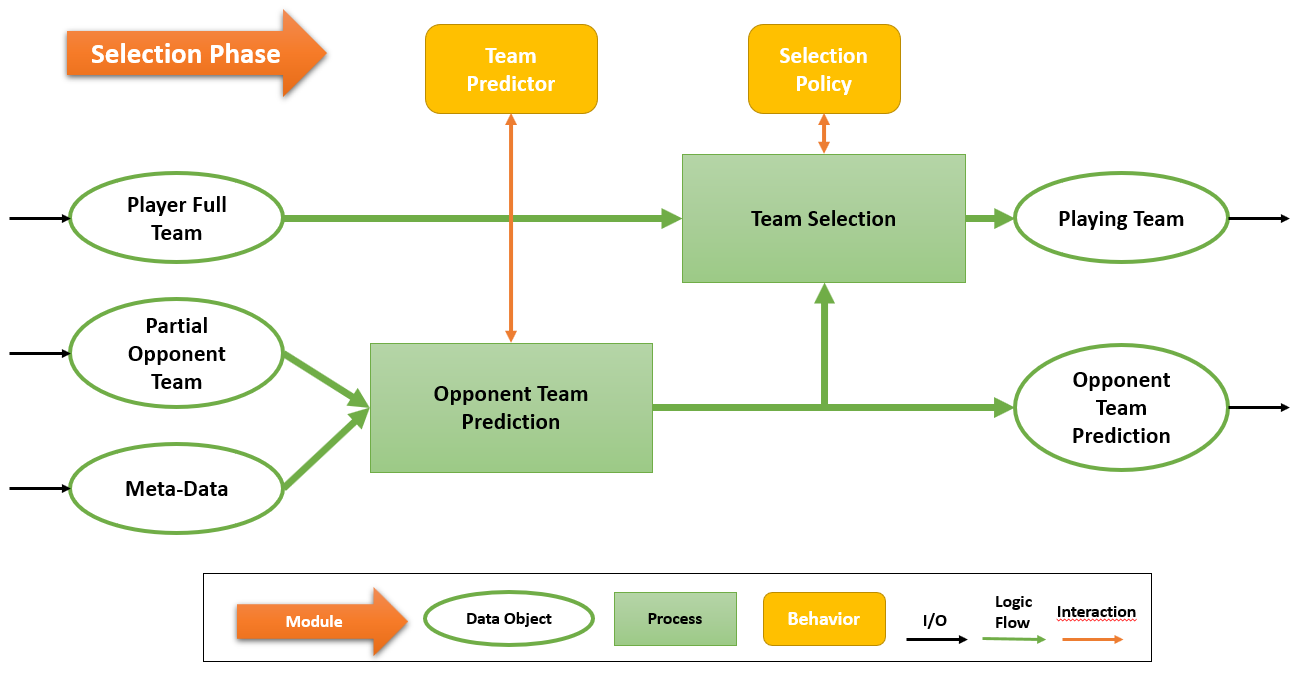 Selection Phase
Team
Predictor
Selection
Policy
Player Full
Team
Team Selection
Playing Team
Partial
Opponent
Team
Opponent Team
Prediction
Opponent
Team
Prediction
Meta-Data
Module
Data Object
Process
Behavior
I/O
Logic
Flow
Interaction